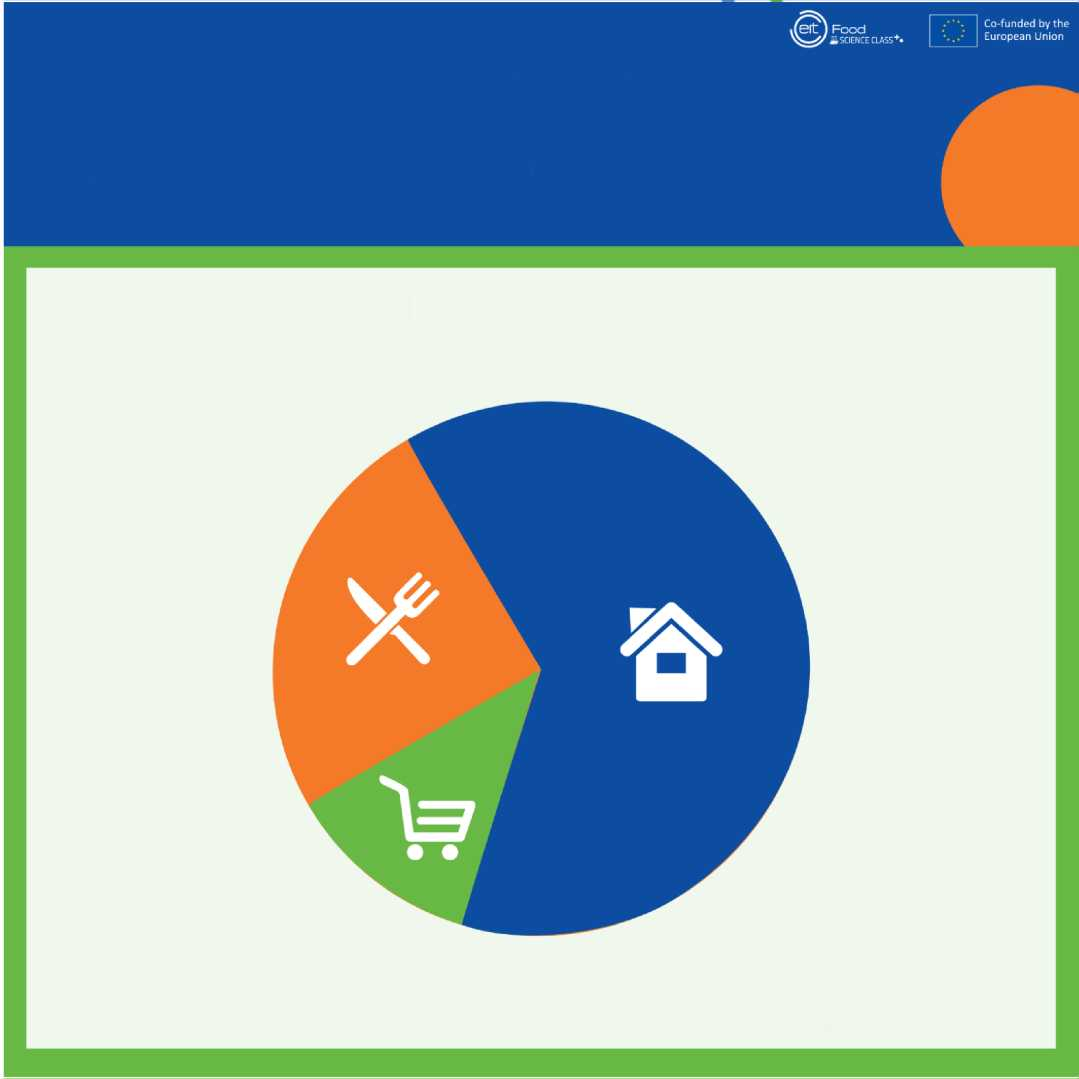 eit Food
SCIENCE CLASS
Co-funded by the
European Union